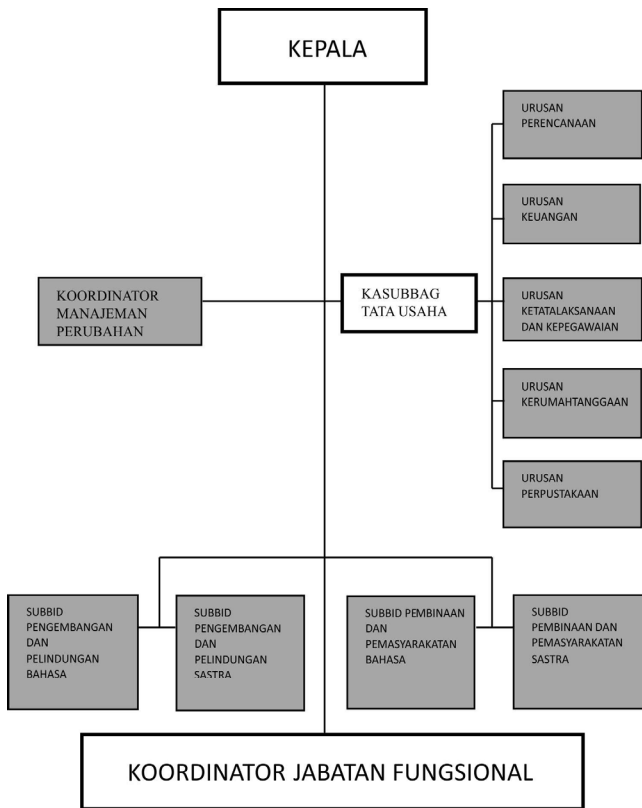 KEPALA
URUSAN
PERENCANAAN
URUSAN
KEUANGAN
KOORDINATOR
MANAJEMAN
PERUBAHAN
KASUBBAG
TATA USAHA
URUSAN
KETATALAKSANAAN
DAN KEPEGAWAIAN
URUSAN
KERUMAHTANGGAAN
URUSAN
PERPUSTAKAAN
SUBBID
PENGEMBANGAN
DAN
PELINDUNGAN
BAHASA
SUBBID
PENGEMBANGAN
DAN
PELINDUNGAN
SASTRA
SUBBID PEMBINAAN
DAN
PEMASYARAKATAN
BAHASA
SUBBID
PEMBINAAN DAN
PEMASYARAKATAN
SASTRA
KOORDINATOR JABATAN FUNGSIONAL